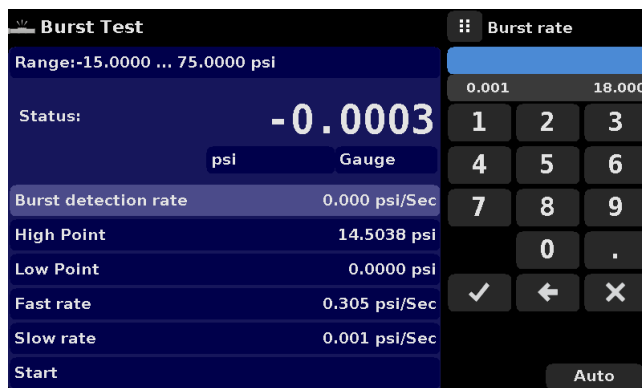 Burst Test
Range:-15.0000 ... 75.0000 psi
Status:
-0.0003
psi Gauge
Burst detection rate 0.000 psi/Sec
High Point 14.5038 psi
Low Point 0.0000 psi
Fast rate 0.305 psi/Sec
Slow rate 0.001 psi/Sec
Start
Burst rate
0.001 18.000
1 2 3
4 5 6
7 8 9
0 .
Auto